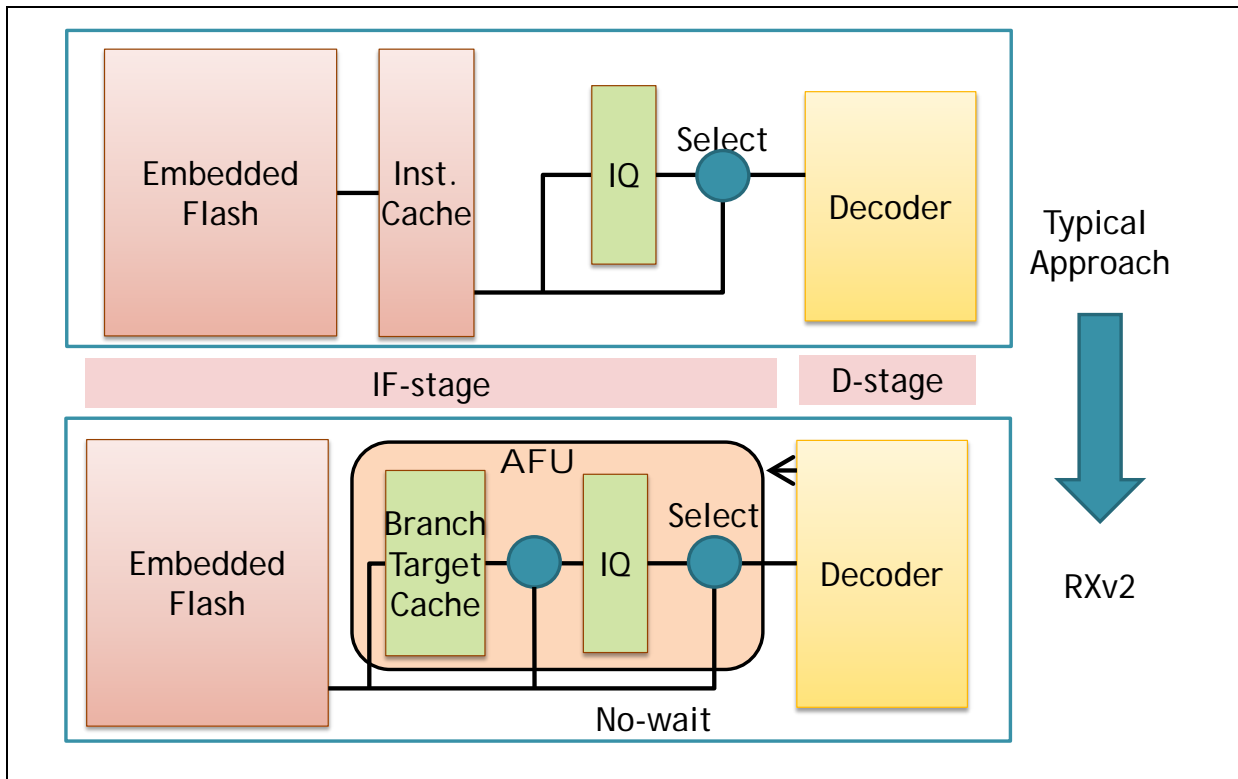 Embedded
Flash
Inst.
Cache
IQ
Select
Decoder
Typical
Approach
IF-stage
D-stage
Embedded
Flash
AFU
Branch
Target
Cache
IQ
Select
Decoder
RXv2
No-wait